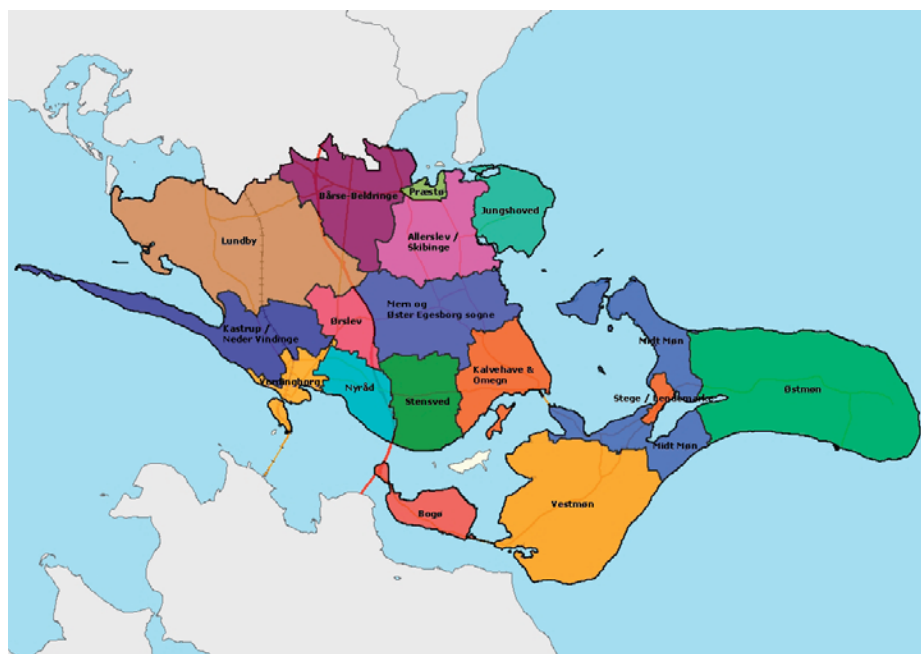 Bårse-Beldringe
Præstø
Jungshoved
Lundby
Allerslev /
Skibinge
Mern og
Øster Egesborg sogne
Ørslev
Kastrup /
Neder Vindinge
Midt Møn
Vordingborg
Nyråd
Kalvehave &
Omegn
Stensved
Stege / Lendemarke
Østmøn
Midt Møn
Bogø
Vestmøn